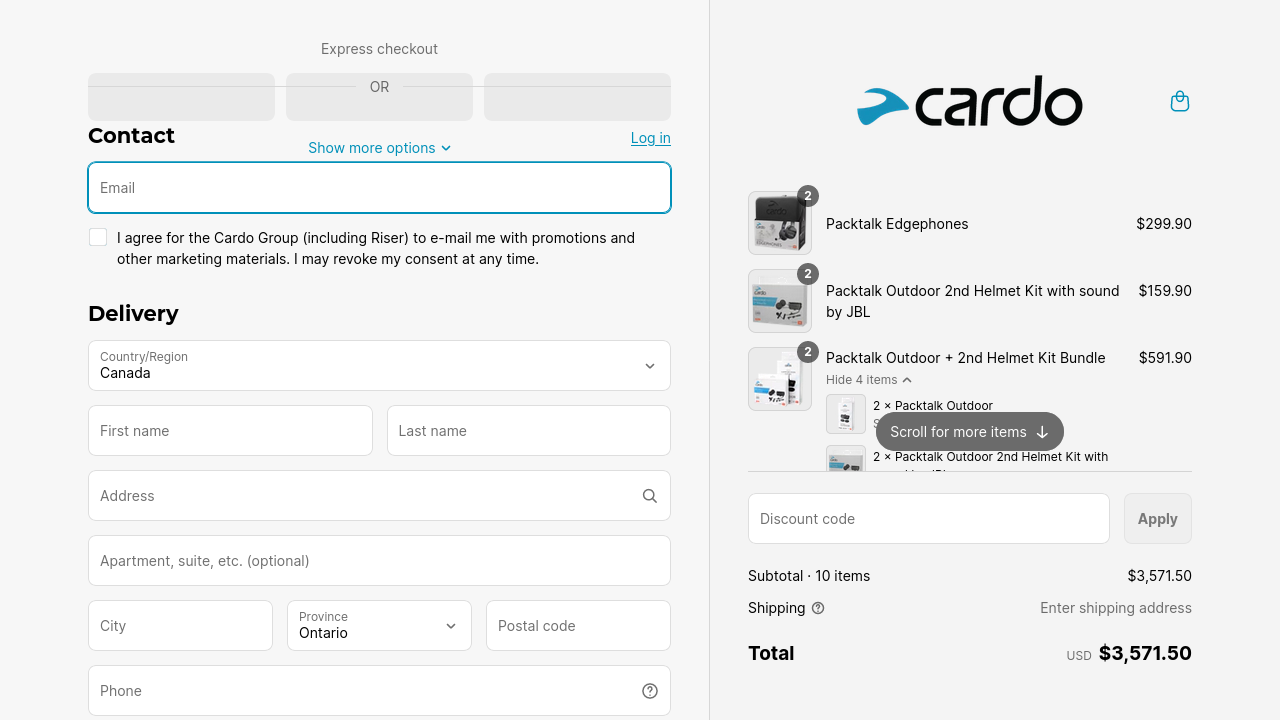 Express checkout
OR
Contact
Show more options
Log in
Email
I agree for the Cardo Group (including Riser) to e-mail me with promotions and
other marketing materials. I may revoke my consent at any time.
Delivery
Country/Region
Canada
First name
Last name
Address
Apartment, suite, etc. (optional)
City
Province
Ontario
Postal code
Phone
cardo
2
Packtalk Edgephones
$299.90
2
Packtalk Outdoor 2nd Helmet Kit with sound
by JBL
$159.90
2
Packtalk Outdoor + 2nd Helmet Kit Bundle
$591.90
Hide 4 items
2 × Packtalk Outdoor
Scroll for more items
2 × Packtalk Outdoor 2nd Helmet Kit with
Discount code
Apply
Subtotal · 10 items
$3,571.50
Shipping
Enter shipping address
Total
USD $3,571.50